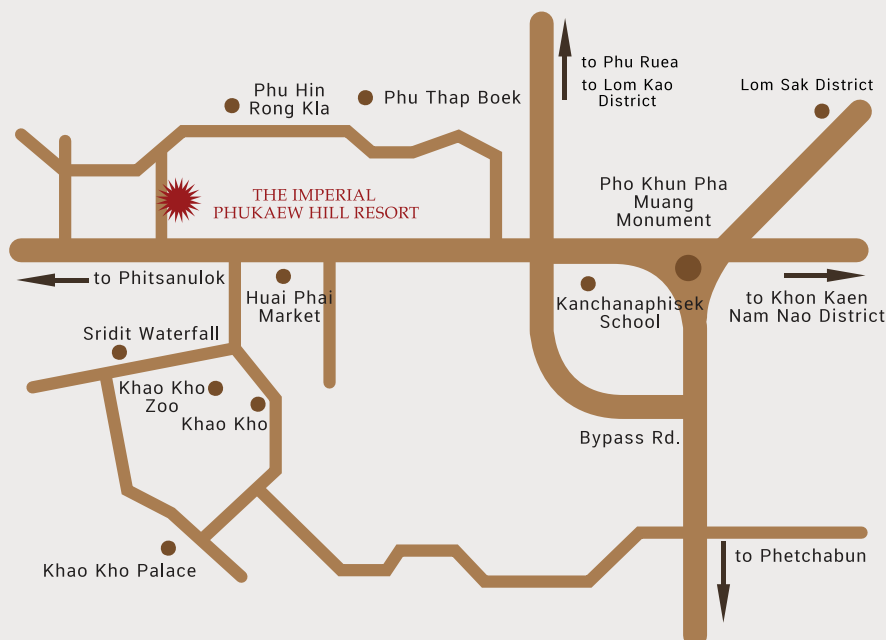 to Phu Ruea
to Lom Kao
District
Lom Sak District
Phu Hin
Rong Kla
Phu Thap Boek
THE IMPERIAL
PHUKAEW HILL RESORT
Pho Khun Pha
Muang
Monument
to Phitsanulok
Huai Phai
Market
Kanchanaphisek
School
to Khon Kaen
Nam Nao District
Sridit Waterfall
Khao Kho
Zoo
Khao Kho
Bypass Rd.
Khao Kho Palace
to Phetchabun